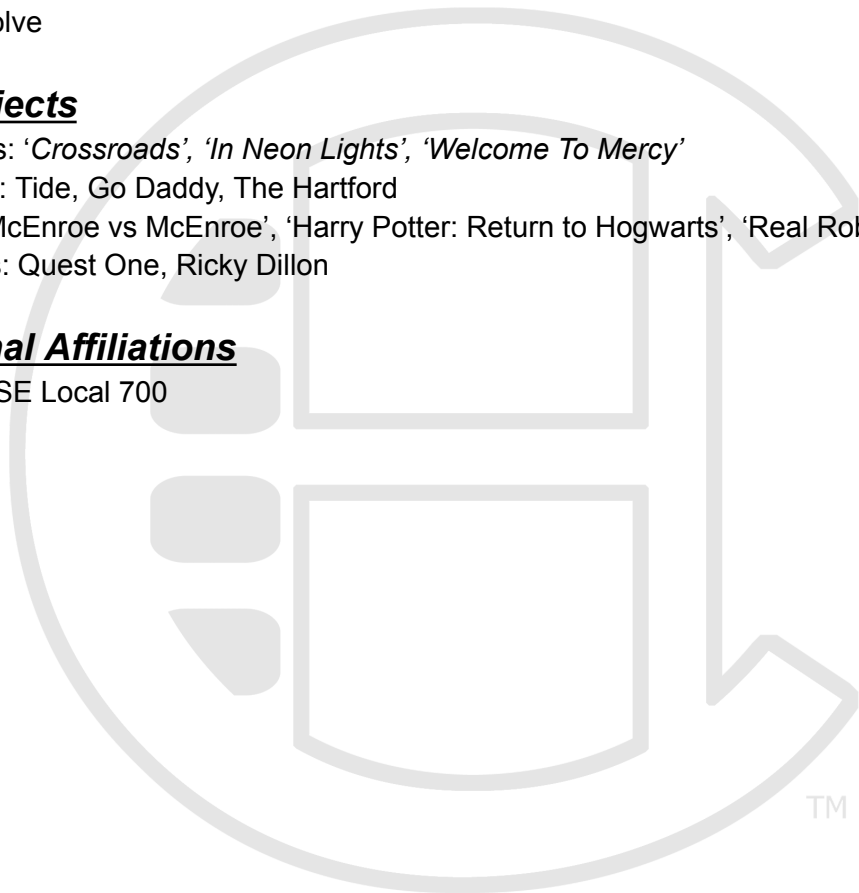 olve
jects
s: ‘Crossroads’, ‘In Neon Lights’, ‘Welcome To Mercy’
: Tide, Go Daddy, The Hartford
McEnroe vs McEnroe’, ‘Harry Potter: Return to Hogwarts’, ‘Real Rob
s: Quest One, Ricky Dillon
nal Affiliations
SE Local 700
TM